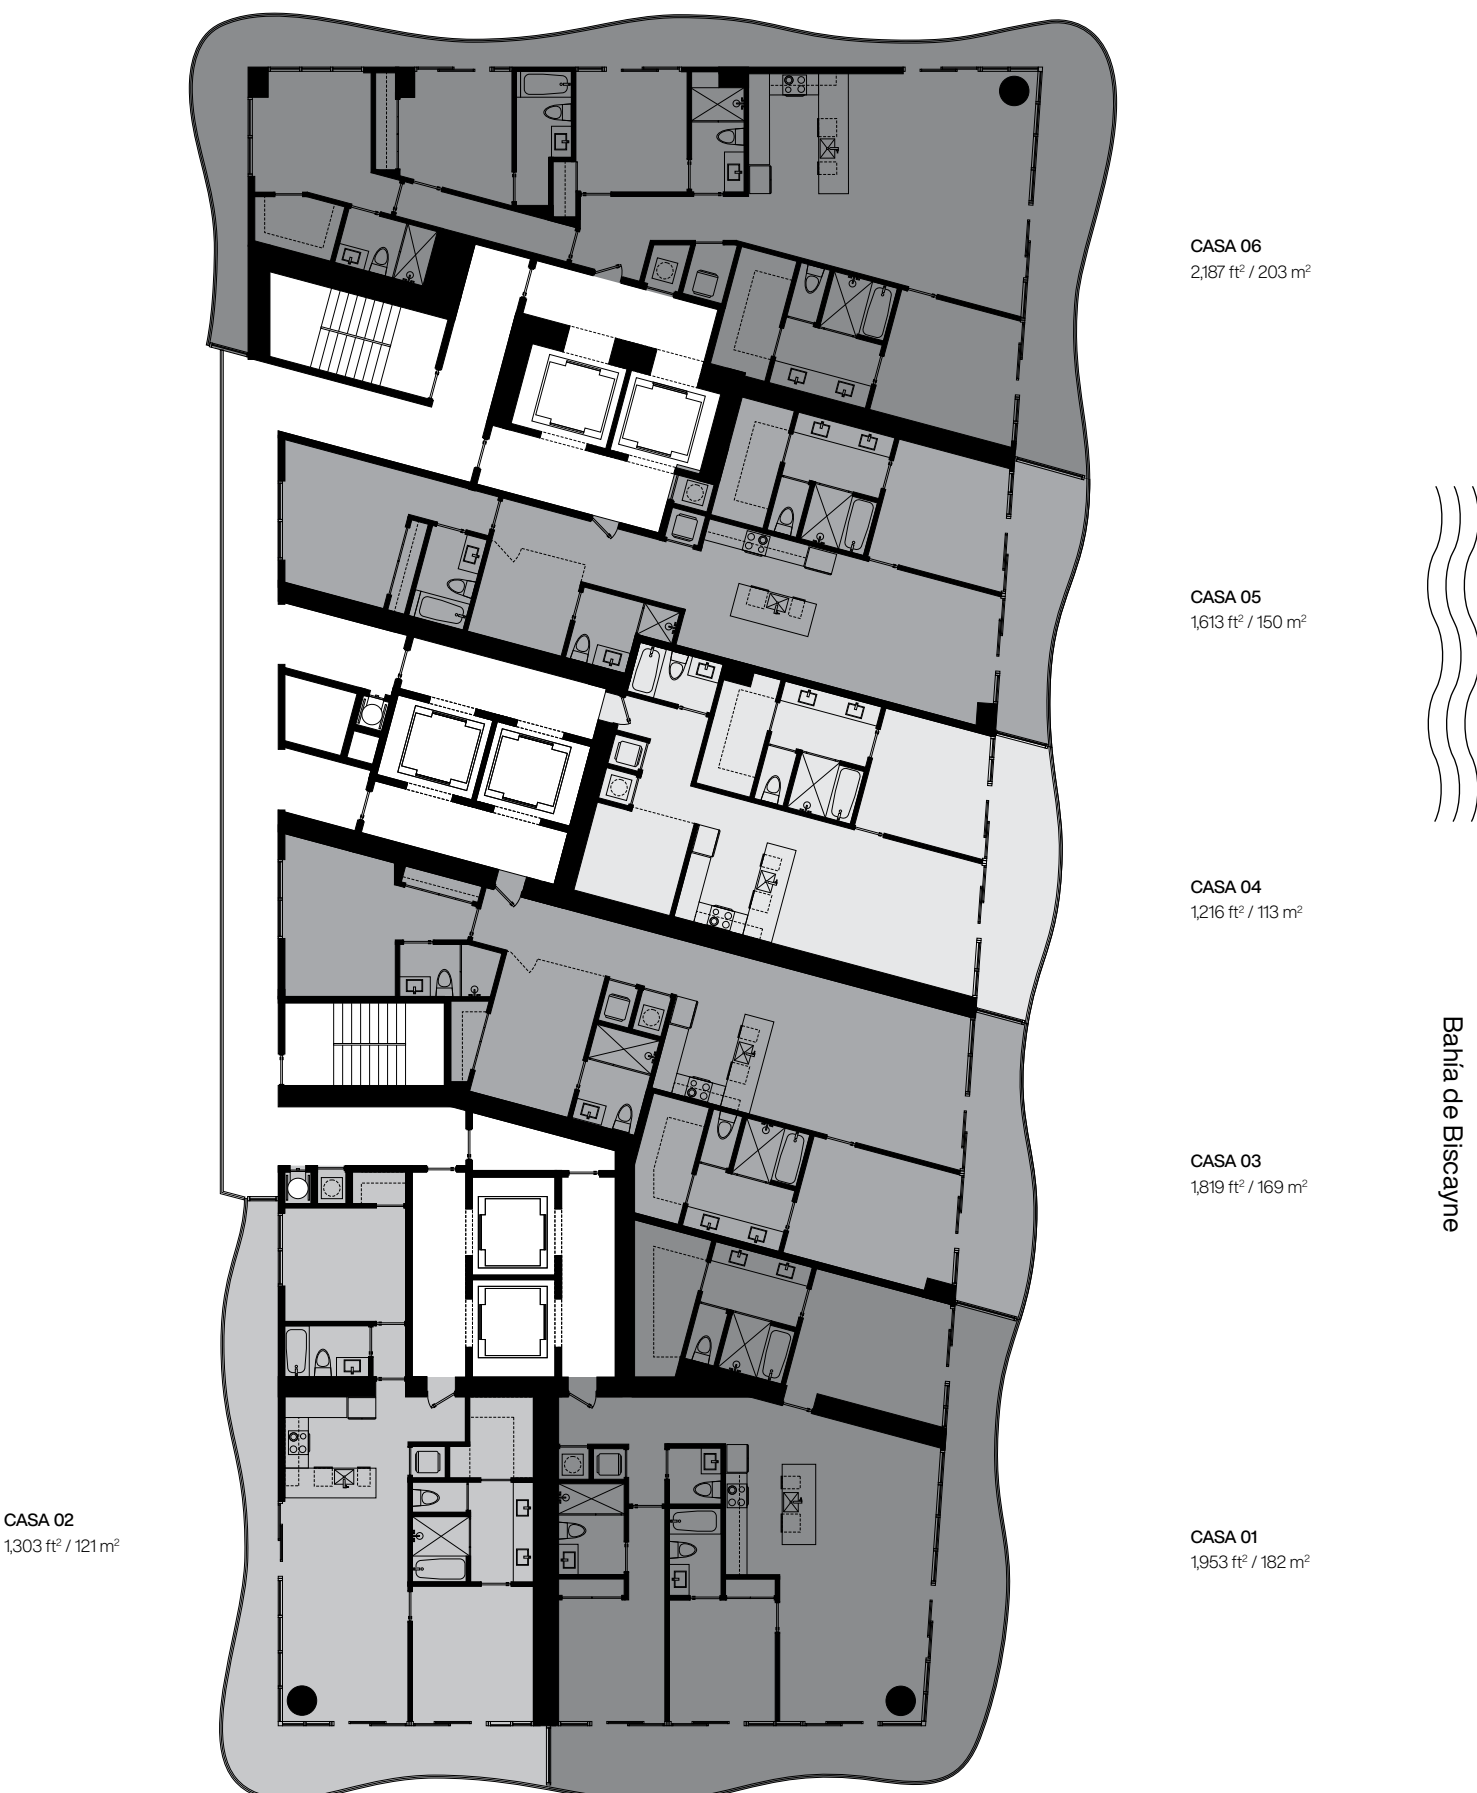 CASA 06
2,187 ft² / 203 m²
CASA 05
1,613 ft² / 150 m²
CASA 04
1,216 ft² / 113 m²
Bahía de Biscayne
CASA 03
1,819 ft² / 169 m²
CASA 02
1,303 ft² / 121 m²
CASA 01
1,953 ft² / 182 m²